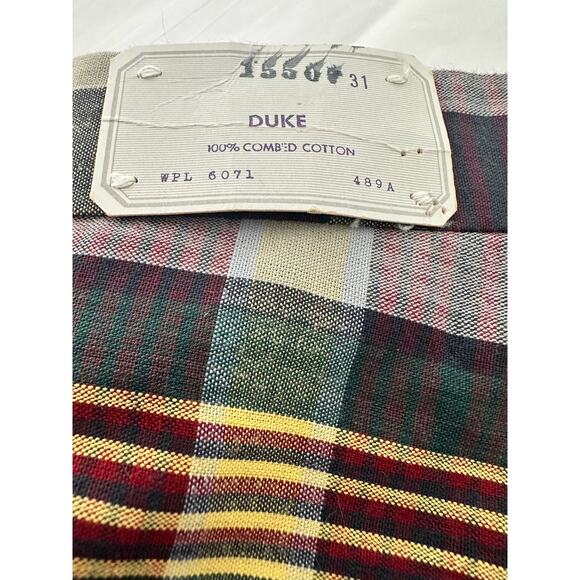 31
DUKE
100% COMBED COTTON
WPL 6071 489A